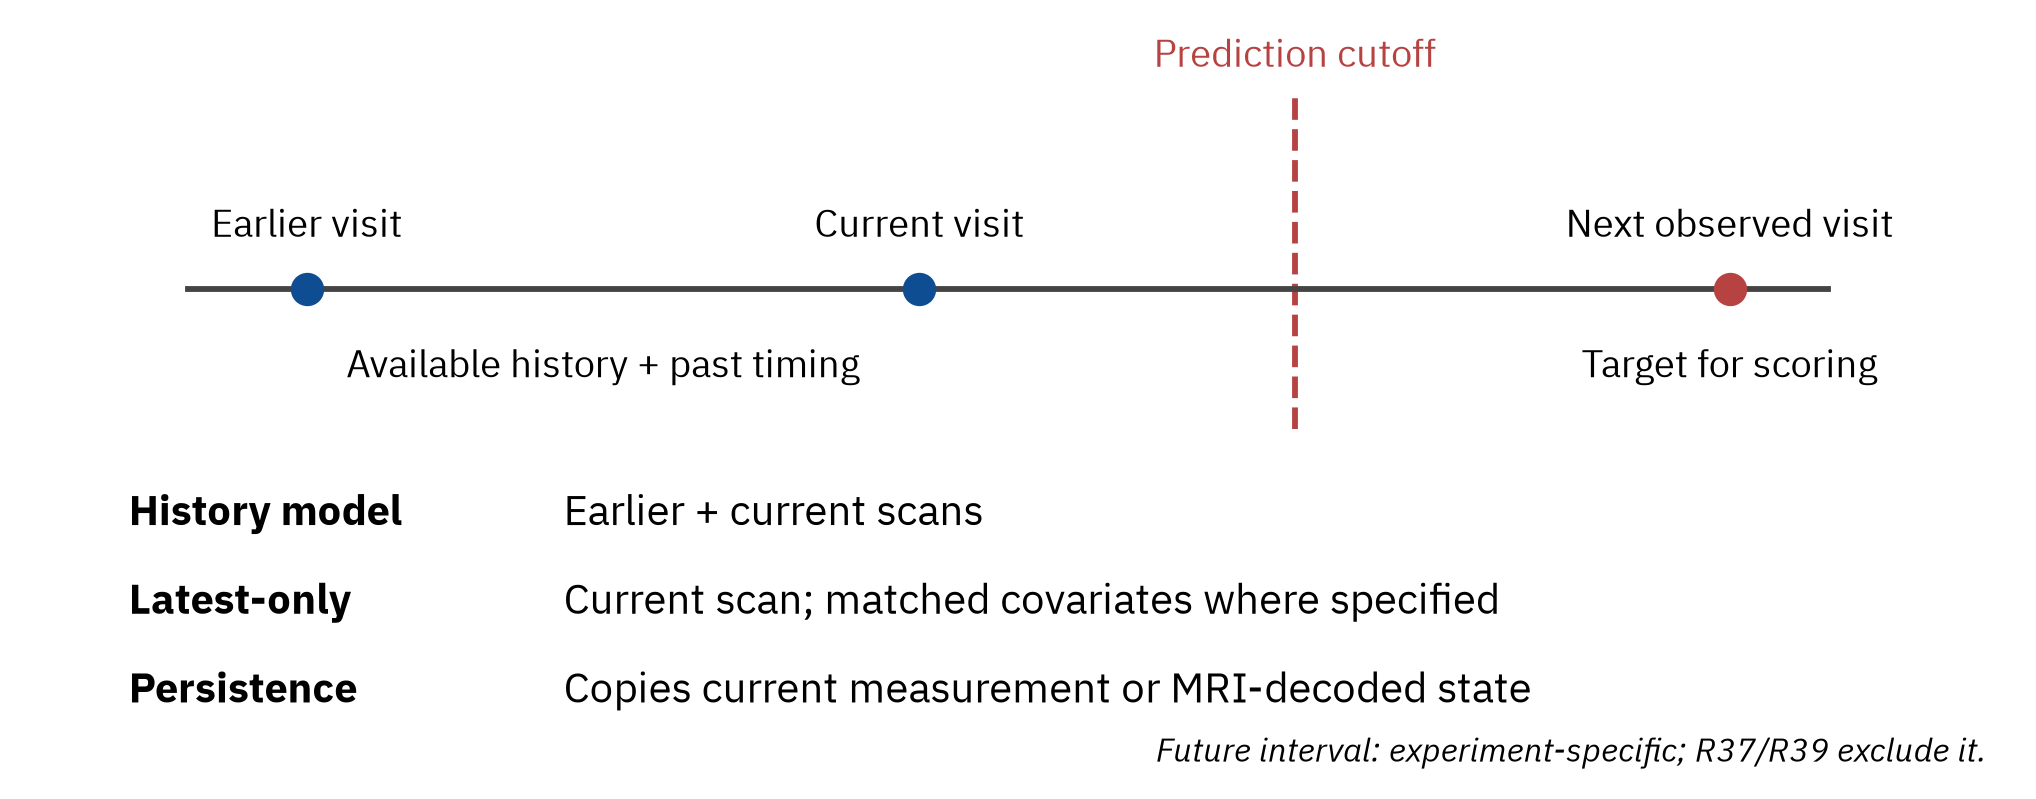 Prediction cutoff
Earlier visit
Current visit
Next observed visit
Available history + past timing
Target for scoring
History model
Earlier + current scans
Latest-only
Current scan; matched covariates where specified
Persistence
Copies current measurement or MRI-decoded state
Future interval: experiment-specific; R37/R39 exclude it.